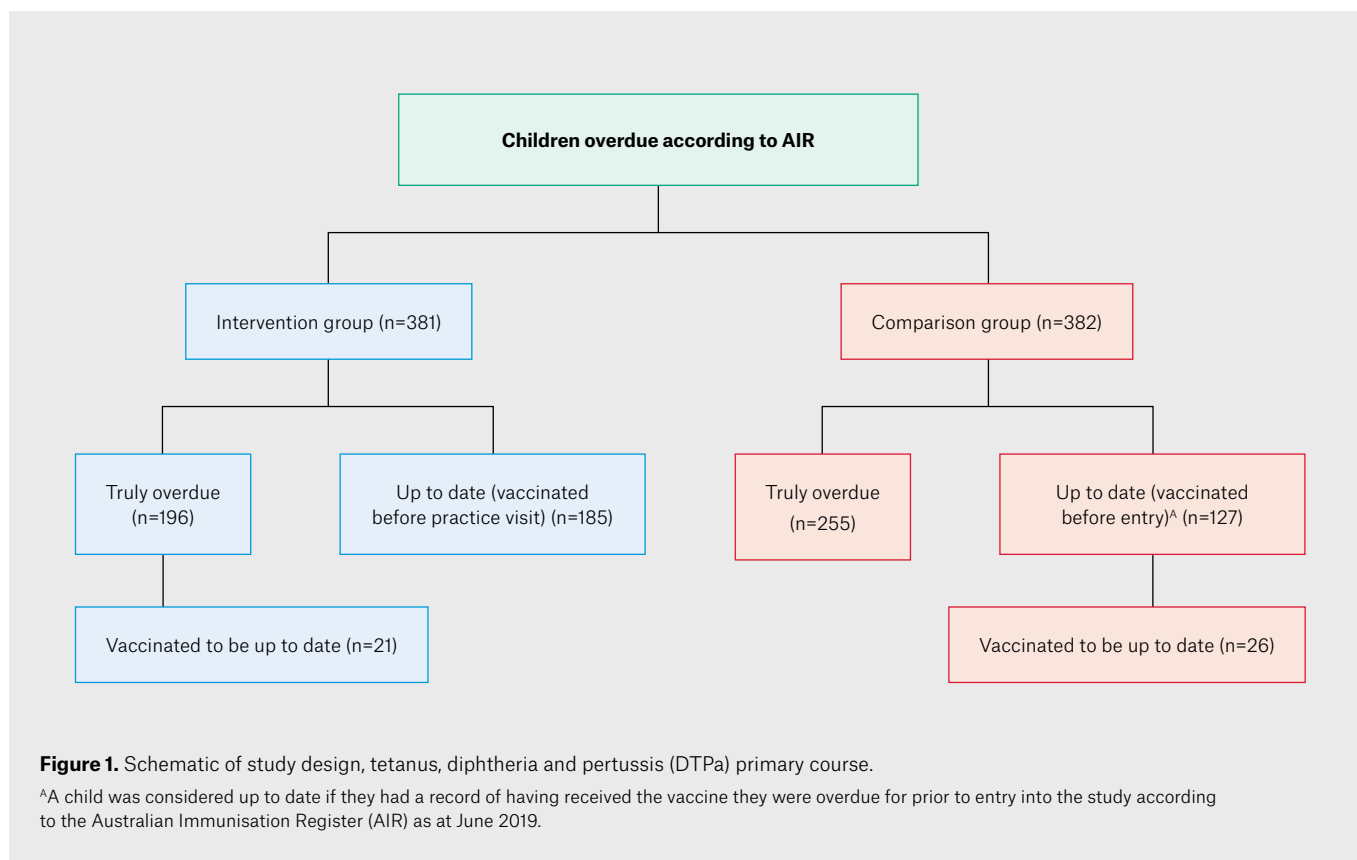 Children overdue according to AIR
Intervention group (n=381)
Comparison group (n=382)
Truly overdue
(n=196)
Up to date (vaccinated
before practice visit) (n=185)
Truly overdue
(n=255)
Up to date (vaccinated
before entry)ᴬ (n=127)
Vaccinated to be up to date (n=21)
Vaccinated to be up to date (n=26)
Figure 1. Schematic of study design, tetanus, diphtheria and pertussis (DTPa) primary course.
ᴬA child was considered up to date if they had a record of having received the vaccine they were overdue for prior to entry into the study according
to the Australian Immunisation Register (AIR) as at June 2019.